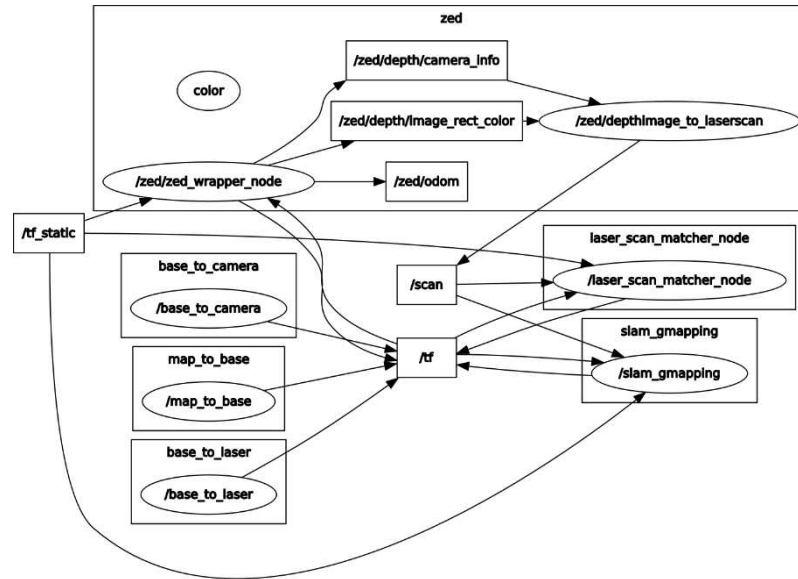 zed
/zed/depth/camera_info
color
/zed/depth/image_rect_color
/zed/depthimage_to_laserscan
/zed/zed_wrapper_node
/zed/odom
/tf_static
laser_scan_matcher_node
base_to_camera
/scan
/laser_scan_matcher_node
/base_to_camera
slam_gmapping
map_to_base
/tf
/slam_gmapping
/map_to_base
base_to_laser
/base_to_laser